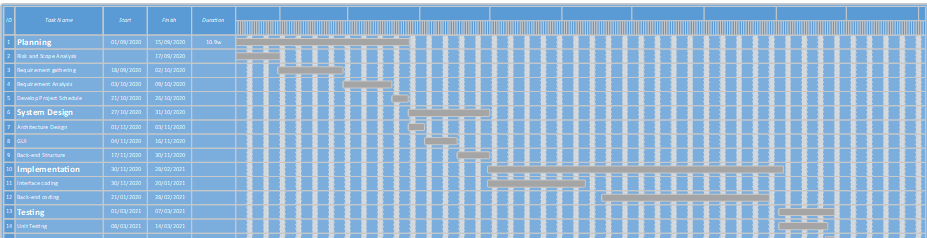 ID Task Name Start Finish Duration
1 Planning 01/09/2020 15/09/2020 10.9w
2 Risk and Scope Analysis 17/09/2020
3 Requirement gathering 18/09/2020 02/10/2020
4 Requirement Analysis 03/10/2020 09/10/2020
5 Develop Project Schedule 21/10/2020 26/10/2020
6 System Design 27/10/2020 31/10/2020
7 Architecture Design 01/11/2020 03/11/2020
8 GUI 04/11/2020 16/11/2020
9 Back-end Structure 17/11/2020 30/11/2020
10 Implementation 30/11/2020 28/02/2021
11 Interface coding 30/11/2020 20/01/2021
12 Back-end coding 21/01/2020 28/02/2021
13 Testing 01/03/2021 07/03/2021
14 Unit Testing 08/03/2021 14/03/2021